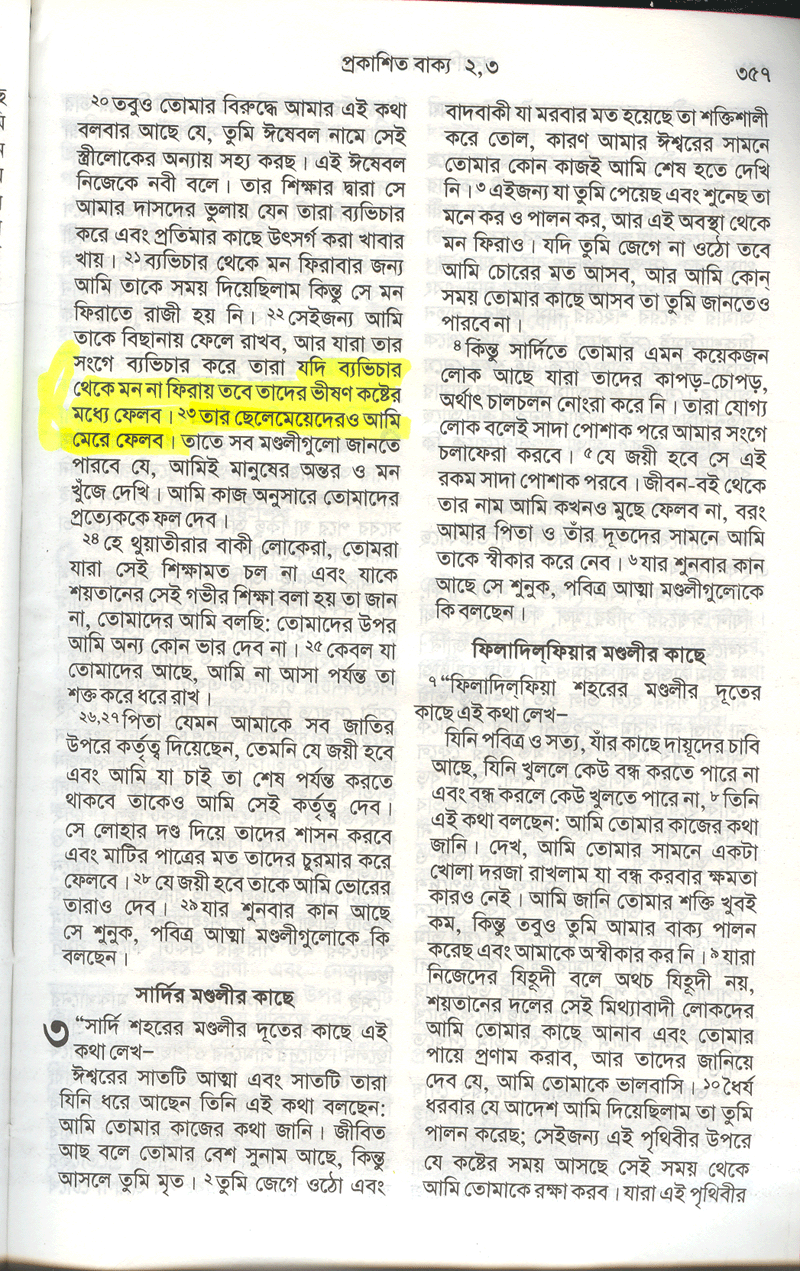 প্রকাশিত বাক্য ২,৩
৩৫৭
২০ তবুও তোমার বিরুদ্ধে আমার এই কথা
বলবার আছে যে, তুমি ঈষেবল নামে সেই
স্ত্রীলোকের অন্যায় সহ্য করছ। এই ঈষেবল
নিজেকে নবী বলে। তার শিক্ষার দ্বারা সে
আমার দাসদের ভুলায় যেন তারা ব্যভিচার
করে এবং প্রতিমার কাছে উৎসর্গ করা খাবার
খায়। ২১ ব্যভিচার থেকে মন ফিরাবার জন্য
আমি তাকে সময় দিয়েছিলাম কিন্তু সে মন
ফিরাতে রাজী হয় নি। ২২ সেইজন্য আমি
তাকে বিছানায় ফেলে রাখব, আর যারা তার
সংগে ব্যভিচার করে তারা যদি ব্যভিচার
থেকে মন না ফিরায় তবে তাদের ভীষণ কষ্টের
মধ্যে ফেলব। ২৩ তার ছেলেমেয়েদেরও আমি
মেরে ফেলব। তাতে সব মণ্ডলীগুলো জানতে
পারবে যে, আমিই মানুষের অন্তর ও মন
খুঁজে দেখি। আমি কাজ অনুসারে তোমাদের
প্রত্যেককে ফল দেব।
২৪ হে থুয়াতীরার বাকী লোকেরা, তোমরা
যারা সেই শিক্ষামত চল না এবং যাকে
শয়তানের সেই গভীর শিক্ষা বলা হয় তা জান
না, তোমাদের আমি বলছি: তোমাদের উপর
আমি অন্য কোন ভার দেব না। ২৫ কেবল যা
তোমাদের আছে, আমি না আসা পর্যন্ত তা
শক্ত করে ধরে রাখ।
২৬,২৭ পিতা যেমন আমাকে সব জাতির
উপরে কর্তৃত্ব দিয়েছেন, তেমনি যে জয়ী হবে
এবং আমি যা চাই তা শেষ পর্যন্ত করতে
থাকবে তাকেও আমি সেই কর্তৃত্ব দেব।
সে লোহার দণ্ড দিয়ে তাদের শাসন করবে
এবং মাটির পাত্রের মত তাদের চুরমার করে
ফেলবে। ২৮ যে জয়ী হবে তাকে আমি ভোরের
তারাও দেব। ২৯ যার শুনবার কান আছে
সে শুনুক, পবিত্র আত্মা মণ্ডলীগুলোকে কি
বলছেন।
সার্দির মণ্ডলীর কাছে
৩ “সার্দি শহরের মণ্ডলীর দূতের কাছে এই
কথা লেখ–
ঈশ্বরের সাতটি আত্মা এবং সাতটি তারা
যিনি ধরে আছেন তিনি এই কথা বলছেন:
আমি তোমার কাজের কথা জানি। জীবিত
আছ বলে তোমার বেশ সুনাম আছে, কিন্তু
আসলে তুমি মৃত। ২ তুমি জেগে ওঠো এবং
বাদবাকী যা মরবার মত হয়েছে তা শক্তিশালী
করে তোল, কারণ আমার ঈশ্বরের সামনে
তোমার কোন কাজই আমি শেষ হতে দেখি
নি। ৩ এইজন্য যা তুমি পেয়েছ এবং শুনেছ তা
মনে কর ও পালন কর, আর এই অবস্থা থেকে
মন ফিরাও। যদি তুমি জেগে না ওঠো তবে
আমি চোরের মত আসব, আর আমি কোন্
সময় তোমার কাছে আসব তা তুমি জানতেও
পারবে না।
৪ কিন্তু সার্দিতে তোমার এমন কয়েকজন
লোক আছে যারা তাদের কাপড়-চোপড়,
অর্থাৎ চালচলন নোংরা করে নি। তারা যোগ্য
লোক বলেই সাদা পোশাক পরে আমার সংগে
চলাফেরা করবে। ৫ যে জয়ী হবে সে এই
রকম সাদা পোশাক পরবে। জীবন-বই থেকে
তার নাম আমি কখনও মুছে ফেলব না, বরং
আমার পিতা ও তাঁর দূতদের সামনে আমি
তাকে স্বীকার করে নেব। ৬ যার শুনবার কান
আছে সে শুনুক, পবিত্র আত্মা মণ্ডলীগুলোকে
কি বলছেন।
ফিলাদিল্‌ফিয়ার মণ্ডলীর কাছে
৭ “ফিলাদিল্‌ফিয়া শহরের মণ্ডলীর দূতের
কাছে এই কথা লেখ–
যিনি পবিত্র ও সত্য, যাঁর কাছে দায়ূদের চাবি
আছে, যিনি খুললে কেউ বন্ধ করতে পারে না
এবং বন্ধ করলে কেউ খুলতে পারে না, ৮ তিনি
এই কথা বলছেন: আমি তোমার কাজের কথা
জানি। দেখ, আমি তোমার সামনে একটা
খোলা দরজা রাখলাম যা বন্ধ করবার ক্ষমতা
কারও নেই। আমি জানি তোমার শক্তি খুবই
কম, কিন্তু তবুও তুমি আমার বাক্য পালন
করেছ এবং আমাকে অস্বীকার কর নি। ৯ যারা
নিজেদের যিহূদী বলে অথচ যিহূদী নয়,
শয়তানের দলের সেই মিথ্যাবাদী লোকদের
আমি তোমার কাছে আনাব এবং তোমার
পায়ে প্রণাম করাব, আর তাদের জানিয়ে
দেব যে, আমি তোমাকে ভালবাসি। ১০ ধৈর্য
ধরবার যে আদেশ আমি দিয়েছিলাম তা তুমি
পালন করেছ; সেইজন্য এই পৃথিবীর উপরে
যে কষ্টের সময় আসছে সেই সময় থেকে
আমি তোমাকে রক্ষা করব। যারা এই পৃথিবীর